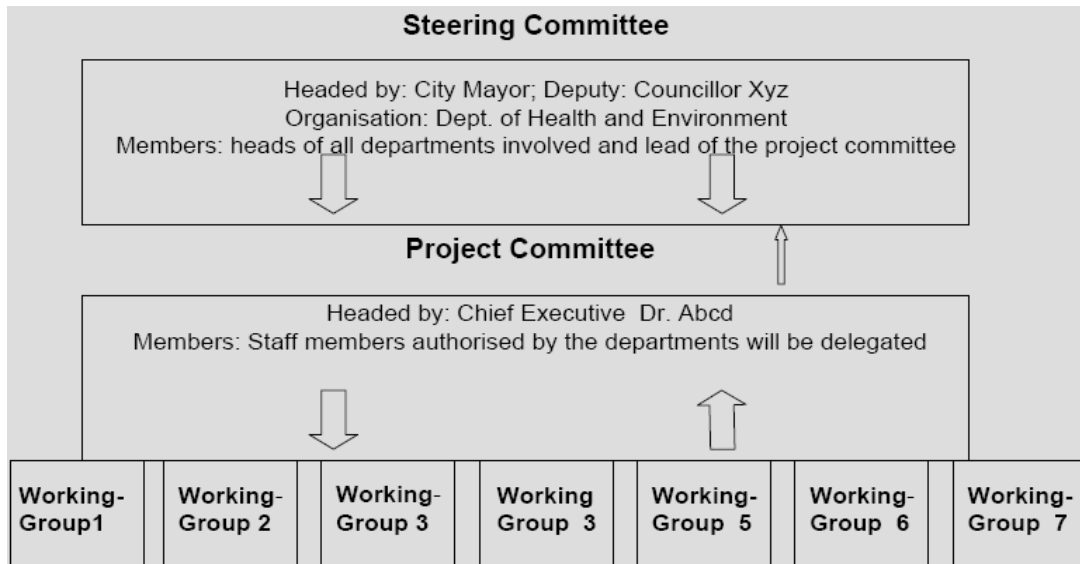 Steering Committee
Headed by: City Mayor; Deputy: Councillor Xyz
Organisation: Dept. of Health and Environment
Members: heads of all departments involved and lead of the project committee
Project Committee
Headed by: Chief Executive Dr. Abcd
Members: Staff members authorised by the departments will be delegated
Working-
Group1
Working-
Group 2
Working-
Group 3
Working
Group 3
Working-
Group 5
Working-
Group 6
Working-
Group 7